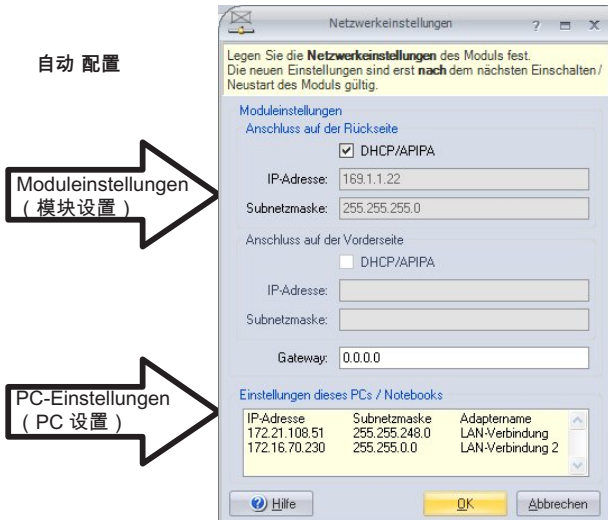 自动 配置
Moduleinstellungen
（模块设置）
PC-Einstellungen
（PC 设置）
Netzwerkeinstellungen
Legen Sie die Netzwerkeinstellungen des Moduls fest.
Die neuen Einstellungen sind erst nach dem nächsten Einschalten /
Neustart des Moduls gültig.
Moduleinstellungen
Anschluss auf der Rückseite
DHCP/APIPA
IP-Adresse: 169.1.1.22
Subnetzmaske: 255.255.255.0
Anschluss auf der Vorderseite
DHCP/APIPA
IP-Adresse:
Subnetzmaske:
Gateway: 0.0.0.0
Einstellungen dieses PCs / Notebooks
IP-Adresse Subnetzmaske Adaptername
172.21.108.51 255.255.248.0 LAN-Verbindung
172.16.70.230 255.255.0.0 LAN-Verbindung 2
Hilfe OK Abbrechen